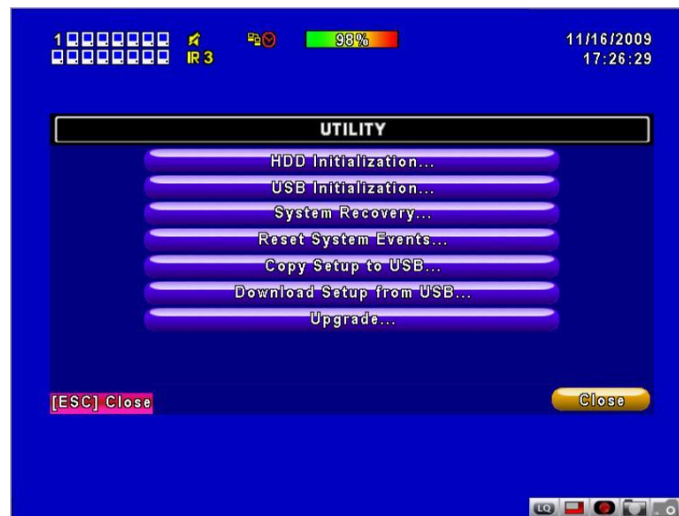 1
IR 3
98%
11/16/2009
17:26:29
UTILITY
HDD Initialization...
USB Initialization...
System Recovery...
Reset System Events...
Copy Setup to USB...
Download Setup from USB...
Upgrade...
[ESC] Close
Close
LQ